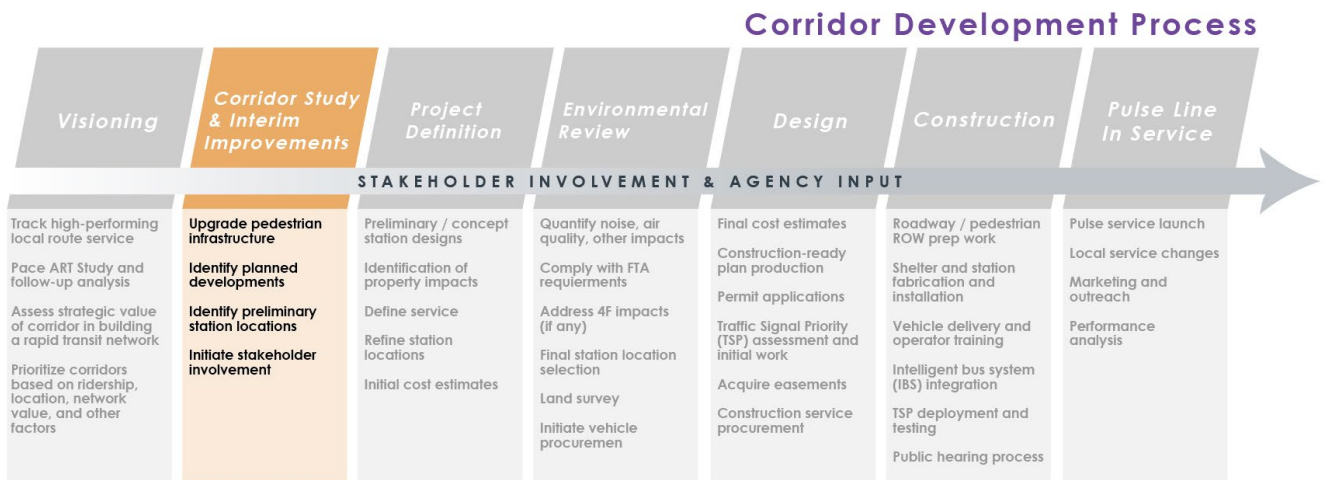 Corridor Development Process
Visioning
Corridor Study
& Interim
Improvements
Project
Definition
Environmental
Review
Design
Construction
Pulse Line
In Service
STAKEHOLDER INVOLVEMENT & AGENCY INPUT
Track high-performing
local route service
Pace ART Study and
follow-up analysis
Assess strategic value
of corridor in building
a rapid transit network
Prioritize corridors
based on ridership,
location, network
value, and other
factors
Upgrade pedestrian
infrastructure
Identify planned
developments
Identify preliminary
station locations
Initiate stakeholder
involvement
Preliminary / concept
station designs
Identification of
property impacts
Define service
Refine station
locations
Initial cost estimates
Quantify noise, air
quality, other impacts
Comply with FTA
requierments
Address 4F impacts
(if any)
Final station location
selection
Land survey
Initiate vehicle
procuremen
Final cost estimates
Construction-ready
plan production
Permit applications
Traffic Signal Priority
(TSP) assessment and
initial work
Acquire easements
Construction service
procurement
Roadway / pedestrian
ROW prep work
Shelter and station
fabrication and
installation
Vehicle delivery and
operator training
Intelligent bus system
(IBS) integration
TSP deployment and
testing
Public hearing process
Pulse service launch
Local service changes
Marketing and
outreach
Performance
analysis